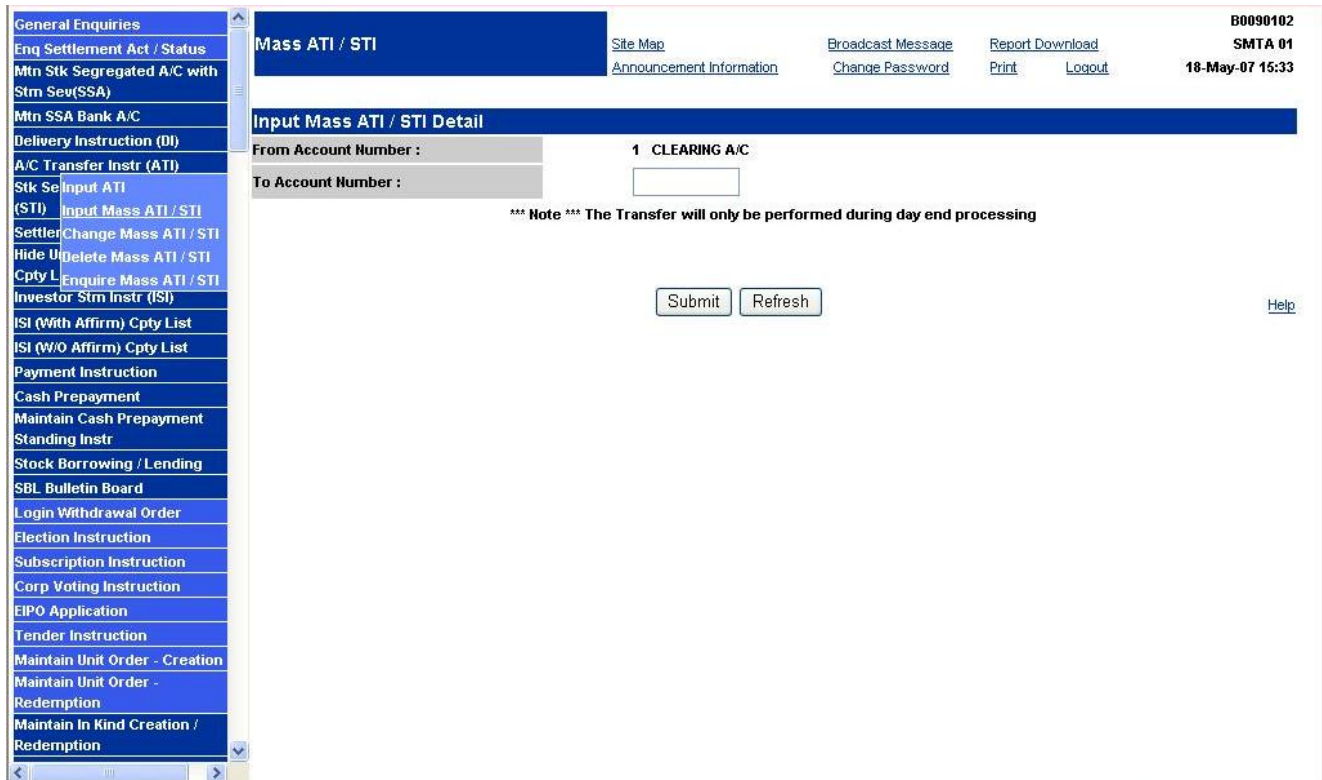 General Enquiries
Enq Settlement Act / Status
Mtn Stk Segregated A/C with
Stm Sev(SSA)
Mtn SSA Bank A/C
Delivery Instruction (DI)
A/C Transfer Instr (ATI)
Stk Se
(STI)
Input ATI
Input Mass ATI / STI
Change Mass ATI / STI
Delete Mass ATI / STI
Enquire Mass ATI / STI
Settler
Hide U
Cpty L
Investor Stm Instr (ISI)
ISI (With Affirm) Cpty List
ISI (W/O Affirm) Cpty List
Payment Instruction
Cash Prepayment
Maintain Cash Prepayment
Standing Instr
Stock Borrowing / Lending
SBL Bulletin Board
Login Withdrawal Order
Election Instruction
Subscription Instruction
Corp Voting Instruction
EIPO Application
Tender Instruction
Maintain Unit Order - Creation
Maintain Unit Order -
Redemption
Maintain In Kind Creation /
Redemption
Mass ATI / STI
Site Map Broadcast Message Report Download
Announcement Information Change Password Print Logout
B0090102
SMTA 01
18-May-07 15:33
Input Mass ATI / STI Detail
From Account Number : 1 CLEARING A/C
To Account Number :
*** Note *** The Transfer will only be performed during day end processing
Submit Refresh
Help